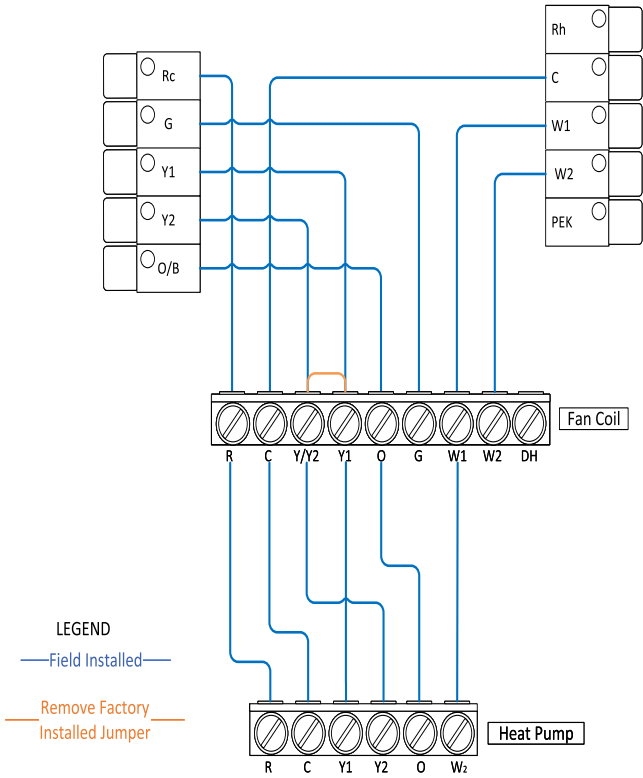 Rc
G
Y1
Y2
O/B
Rh
C
W1
W2
PEK
R C Y/Y2 Y1 O G W1 W2 DH
Fan Coil
LEGEND
Field Installed
Remove Factory
Installed Jumper
R C Y1 Y2 O W2
Heat Pump